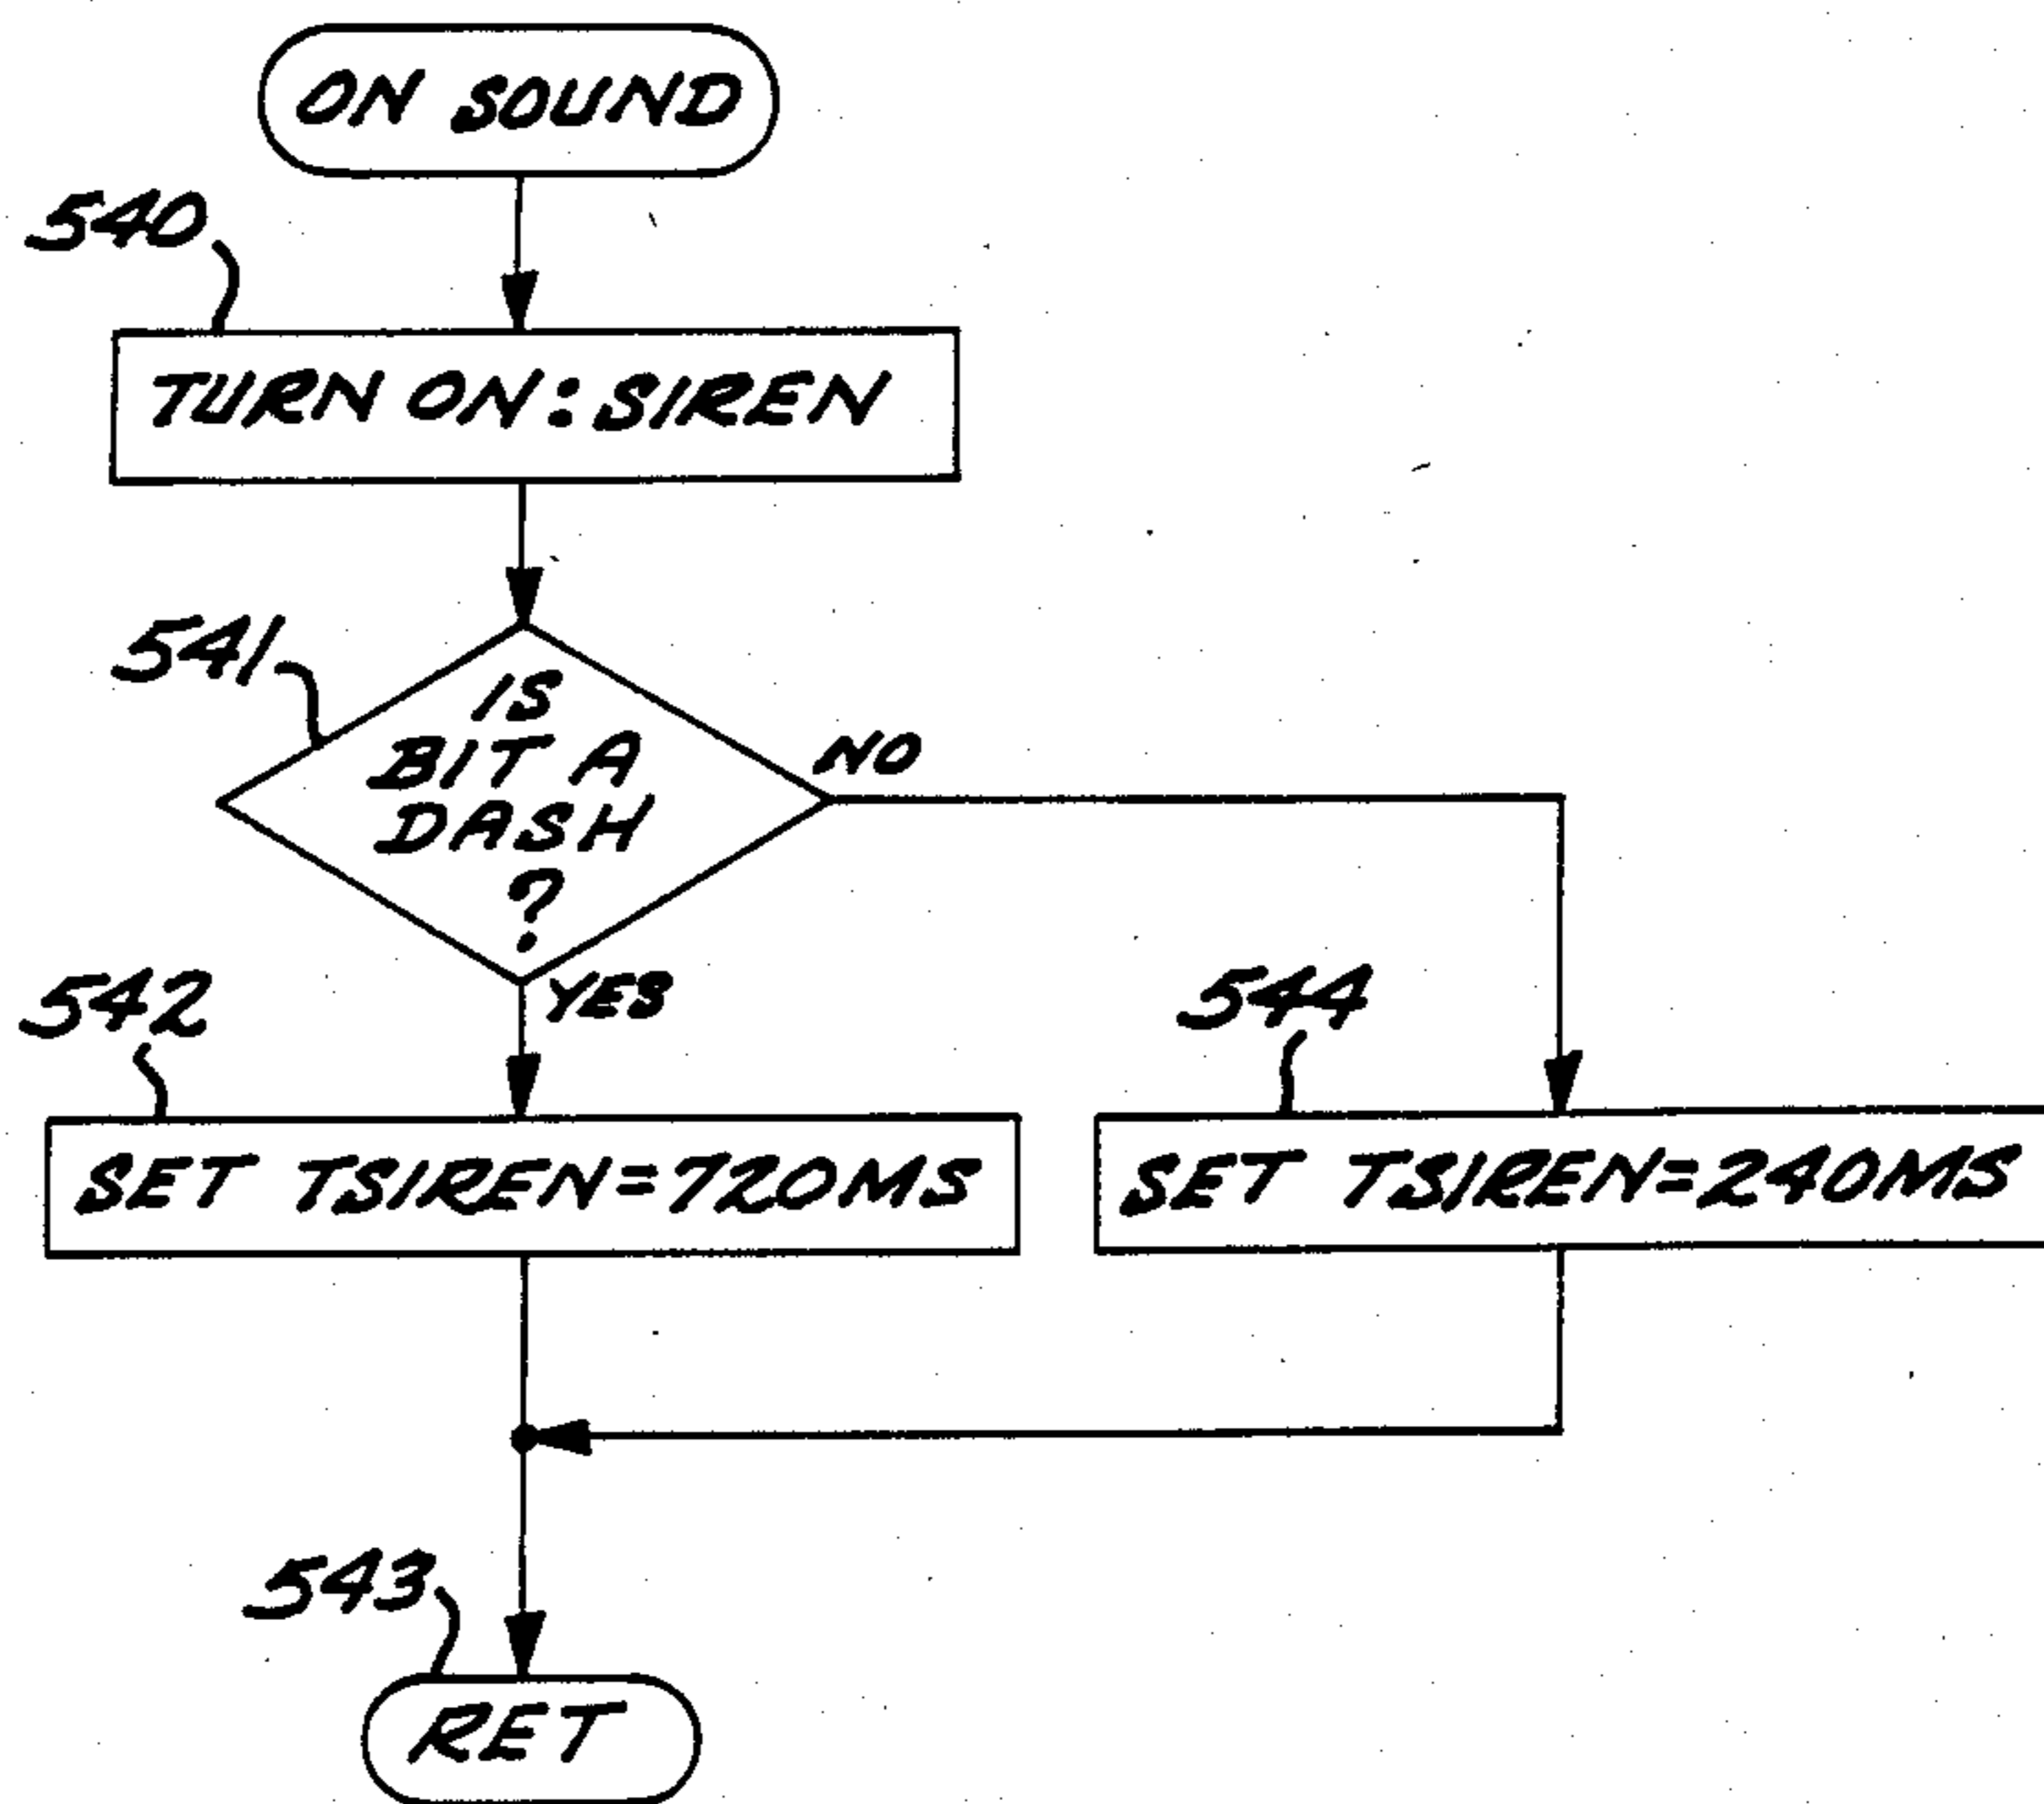 ON SOUND
540
TURN ON: SIREN
541
IS
BIT A
DASH
?
NO
YES
542
544
SET TSIREN=720MS
SET TSIREN=240MS
543
RET